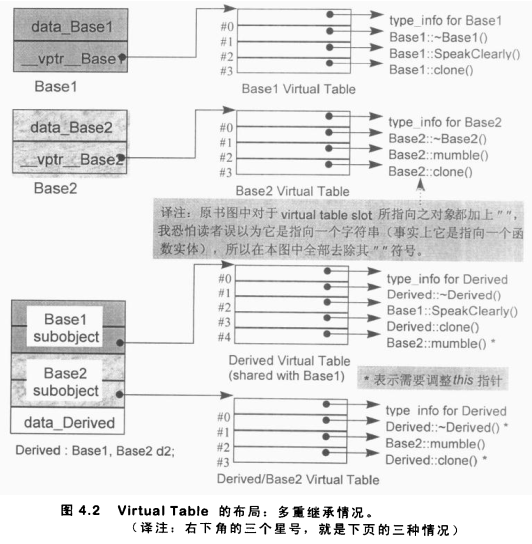 data_Base1
__vptr__Base1
Base1
#0
#1
#2
#3
Base1 Virtual Table
type_info for Base1
Base1::~Base1()
Base1::SpeakClearly()
Base1::clone()
data_Base2
__vptr__Base2
Base2
#0
#1
#2
#3
Base2 Virtual Table
type_info for Base2
Base2::~Base2()
Base2::mumble()
Base2::clone()
译注：原书图中对于 virtual table slot 所指向之对象都加上 " "，
我恐怕读者误以为它是指向一个字符串（事实上它是指向一个函
数实体），所以在本图中全部去除其 " " 符号。
Base1
subobject
Base2
subobject
data_Derived
Derived : Base1, Base2 d2;
#0
#1
#2
#3
#4
Derived Virtual Table
(shared with Base1)
type_info for Derived
Derived::~Derived()
Base1::SpeakClearly()
Derived::clone()
Base2::mumble() *
* 表示需要调整 this 指针
#0
#1
#2
#3
Derived/Base2 Virtual Table
type info for Derived
Derived::~Derived() *
Base2::mumble()
Derived::clone() *
图 4.2 Virtual Table 的布局：多重继承情况。
（译注：右下角的三个星号，就是下页的三种情况）